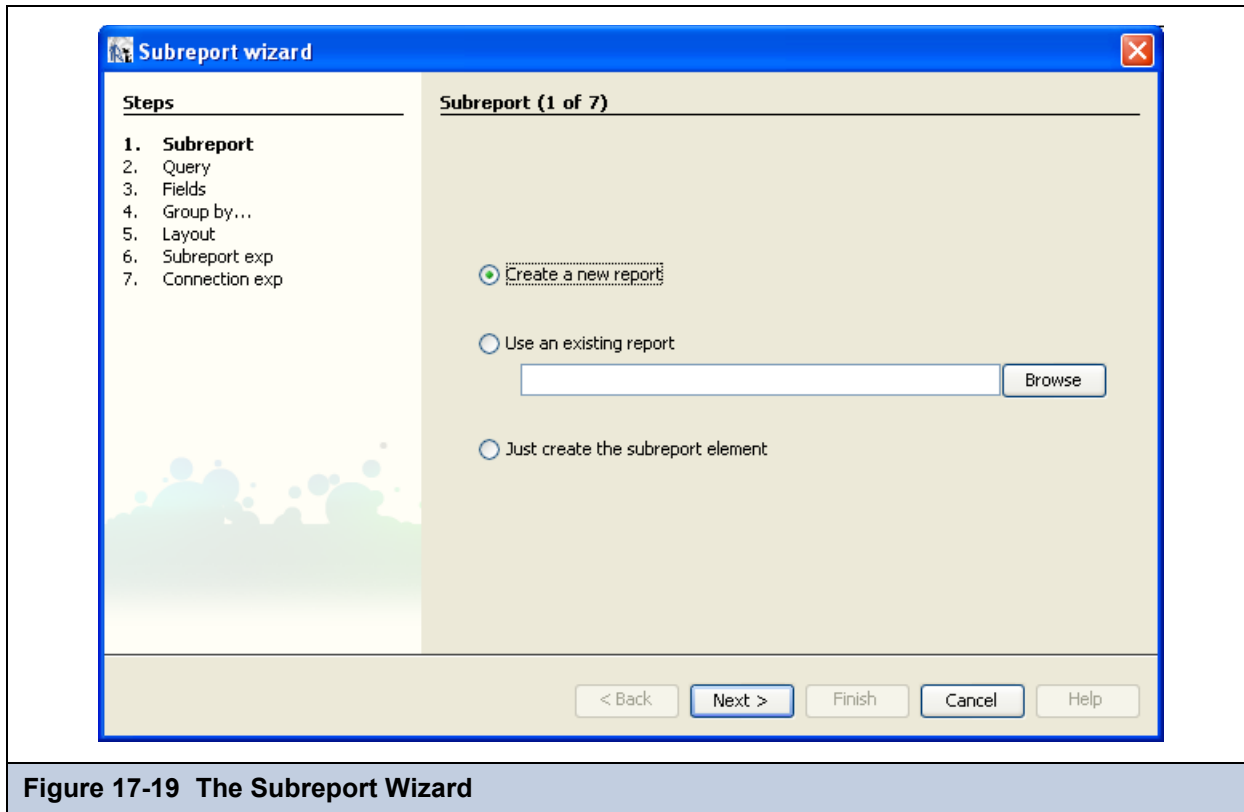 Subreport wizard
Steps
1. Subreport
2. Query
3. Fields
4. Group by...
5. Layout
6. Subreport exp
7. Connection exp
Subreport (1 of 7)
Create a new report
Use an existing report
Browse
Just create the subreport element
< Back
Next >
Finish
Cancel
Help
Figure 17-19 The Subreport Wizard